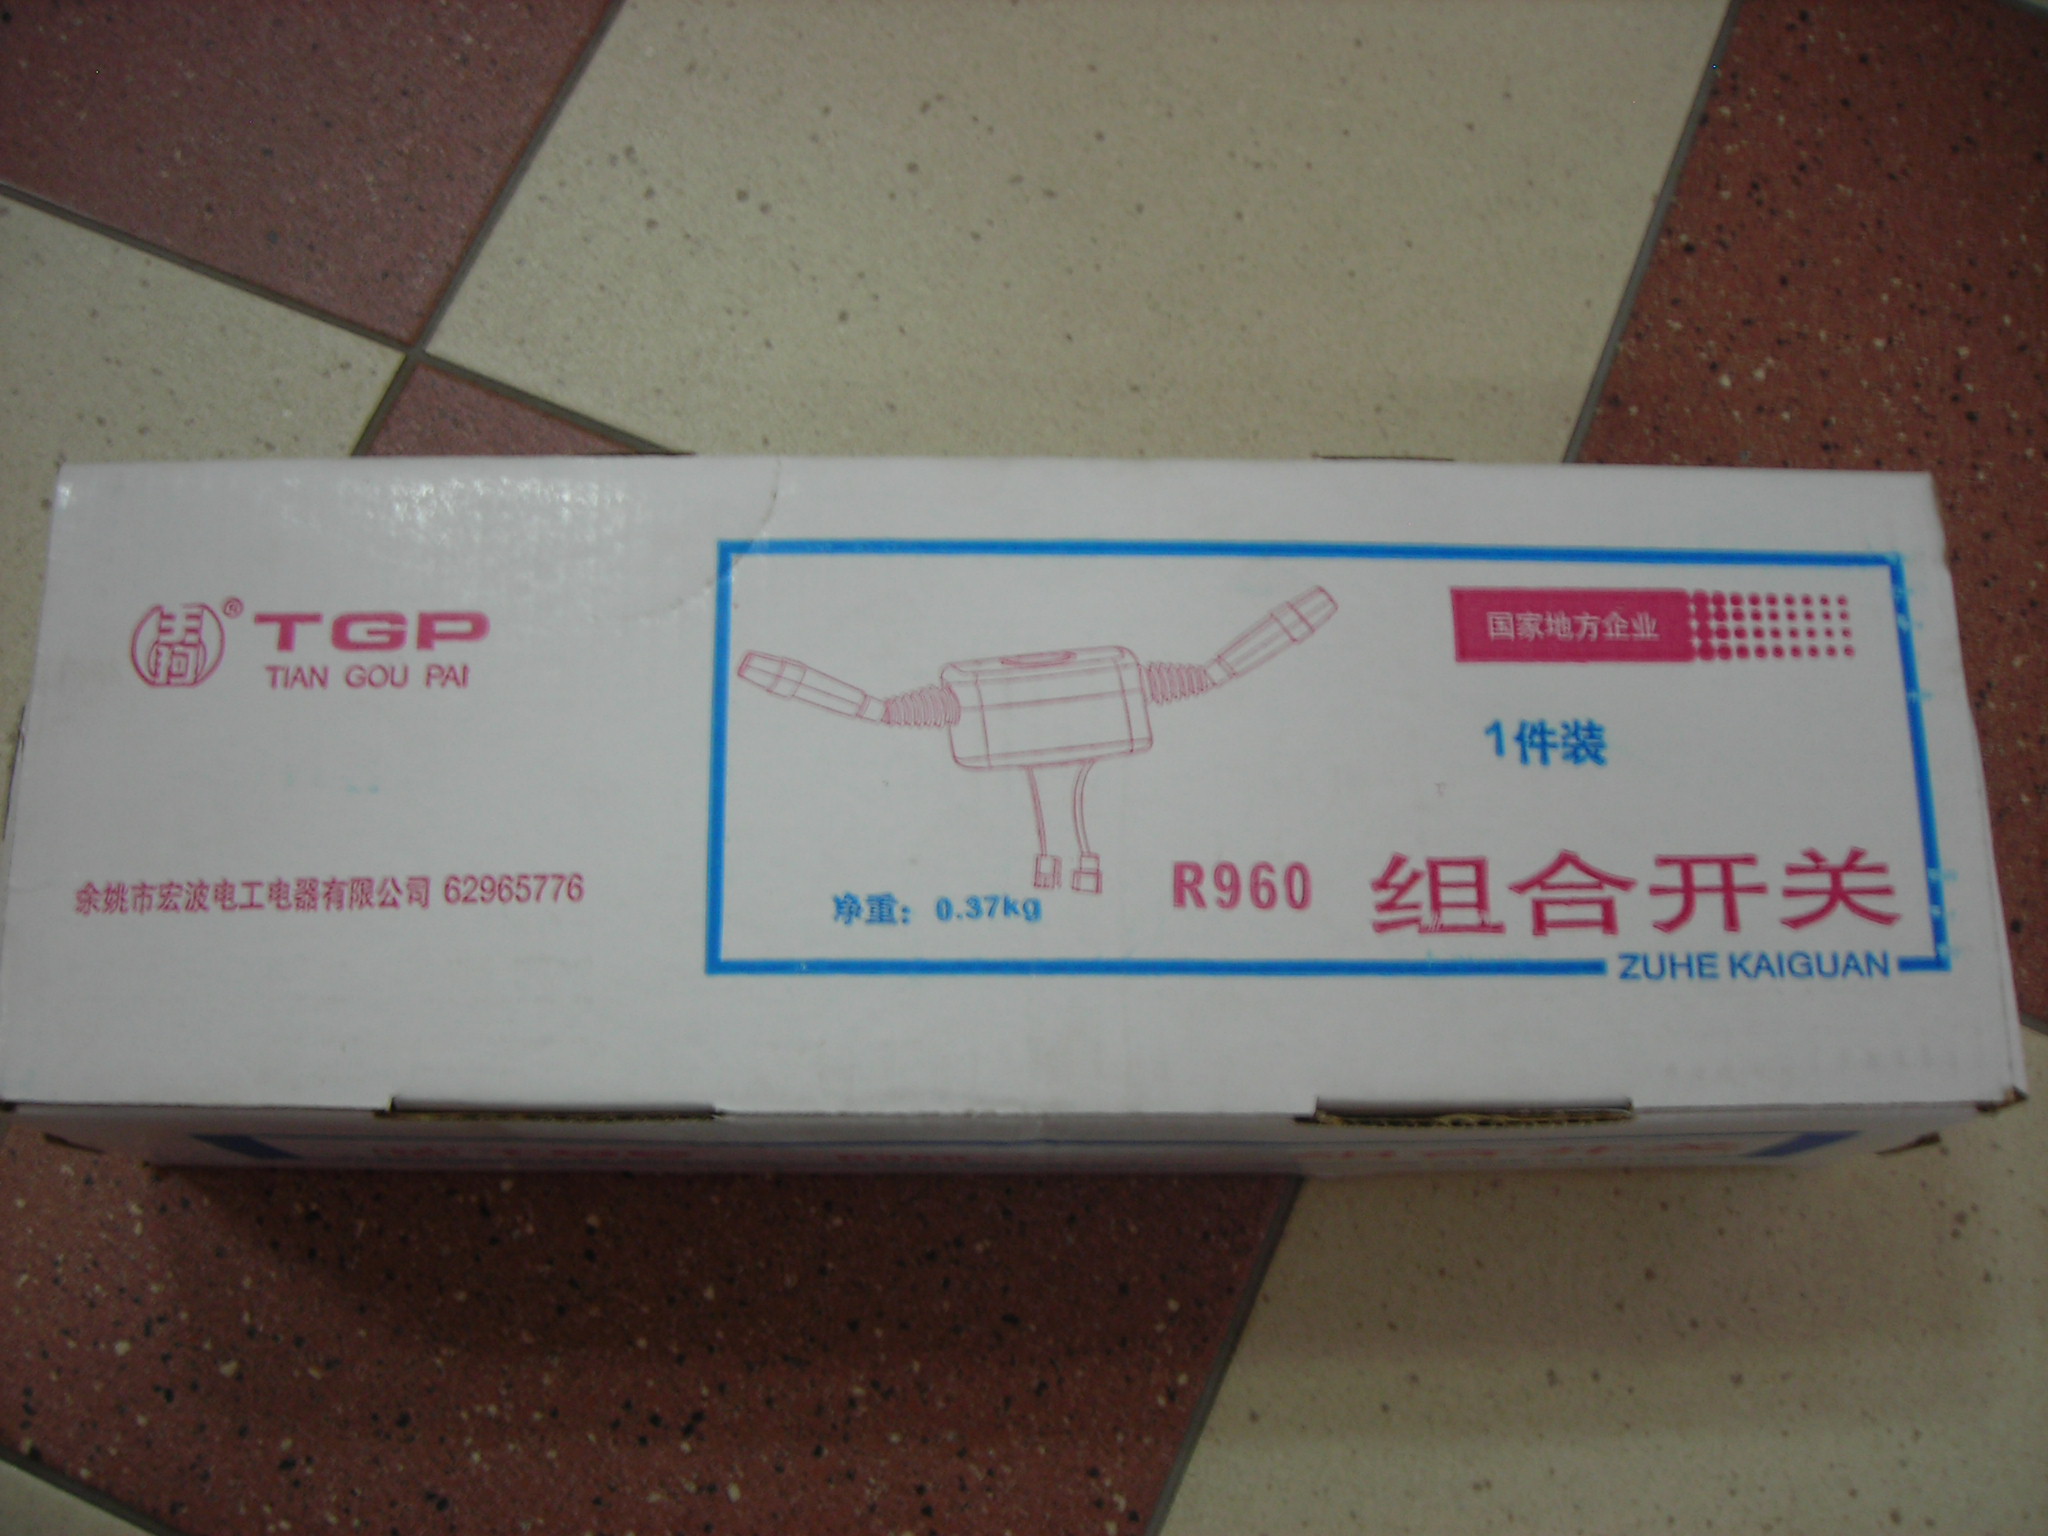 ® TGP
TIAN GOU PAI
余姚市宏波电工电器有限公司 62965776
国家地方企业
1件装
净重: 0.37kg
R960 组合开关
ZUHE KAIGUAN